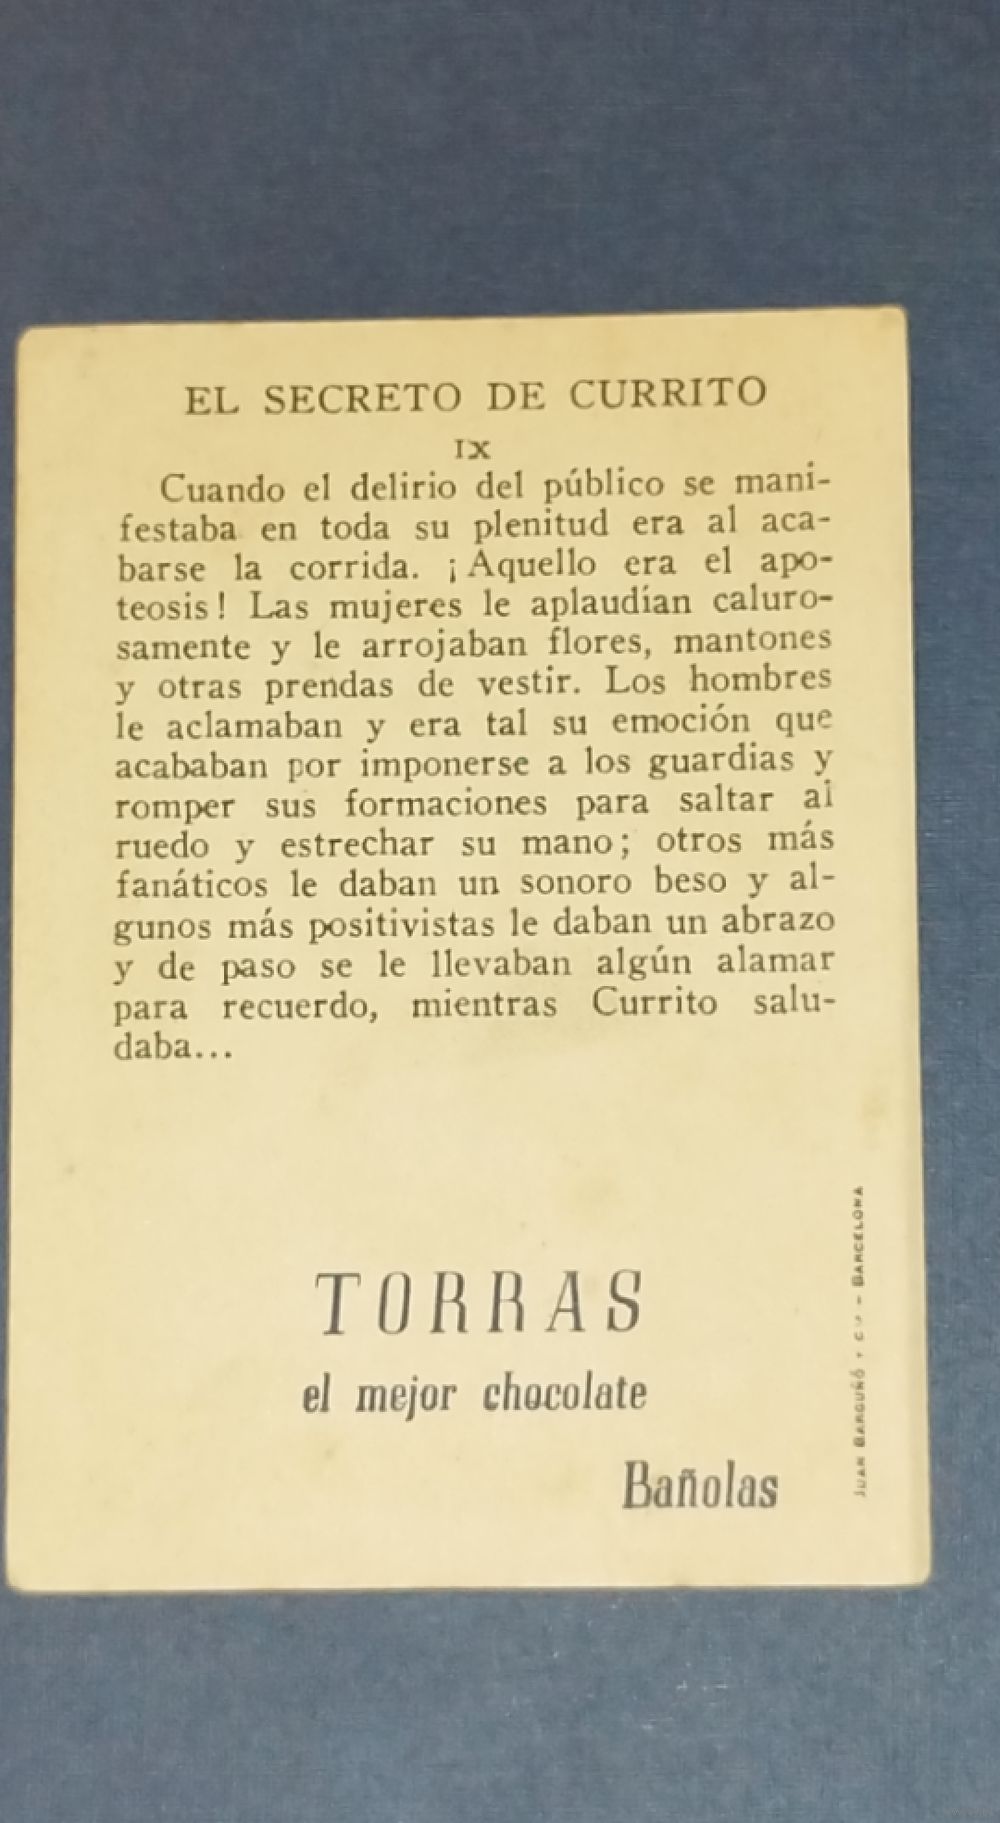 EL SECRETO DE CURRITO
IX
Cuando el delirio del público se mani-
festaba en toda su plenitud era al aca-
barse la corrida. ¡Aquello era el apo-
teosis! Las mujeres le aplaudían caluro-
samente y le arrojaban flores, mantones
y otras prendas de vestir. Los hombres
le aclamaban y era tal su emoción que
acababan por imponerse a los guardias y
romper sus formaciones para saltar al
ruedo y estrechar su mano; otros más
fanáticos le daban un sonoro beso y al-
gunos más positivistas le daban un abrazo
y de paso se le llevaban algún alamar
para recuerdo, mientras Currito salu-
daba...
TORRAS
el mejor chocolate
Bañolas
JUAN BARGUÑÓ Y C.ª - BARCELONA